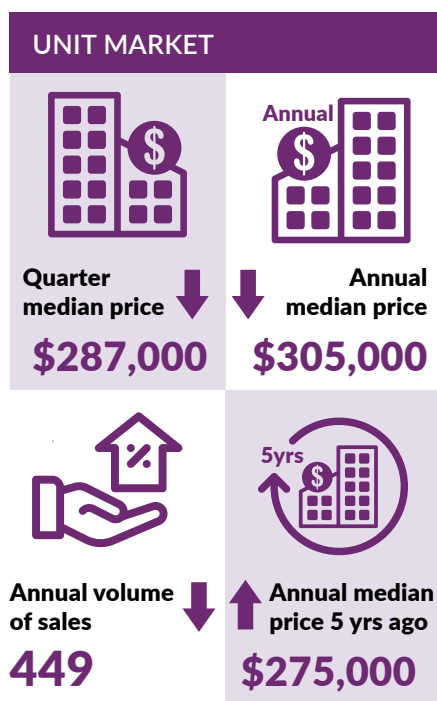 UNIT MARKET
$
Annual
$
Quarter
median price
$287,000
Annual
median price
$305,000
%
Annual volume
of sales
449
5yrs
$
Annual median
price 5 yrs ago
$275,000